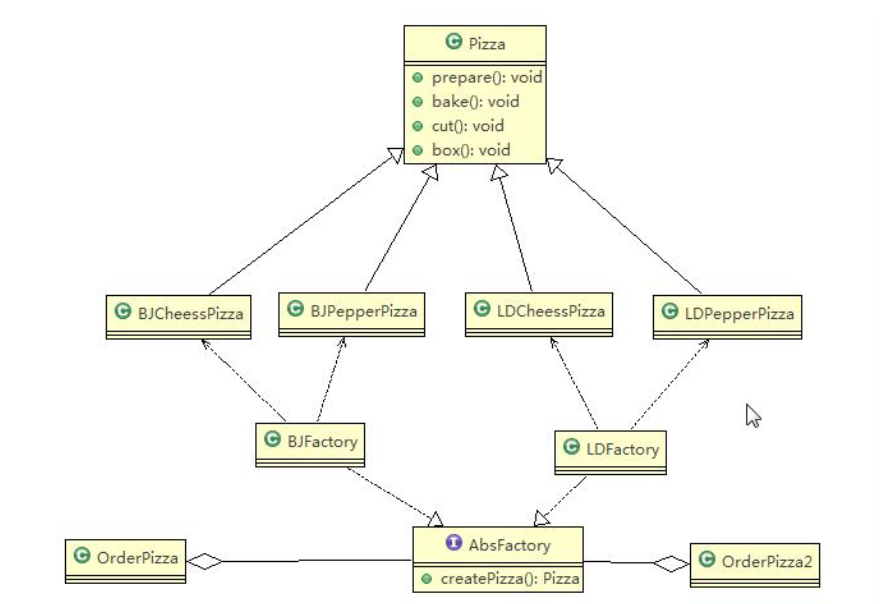 Pizza
prepare(): void
bake(): void
cut(): void
box(): void
BJCheessPizza
BJPepperPizza
LDCheessPizza
LDPepperPizza
BJFactory
LDFactory
OrderPizza
AbsFactory
createPizza(): Pizza
OrderPizza2